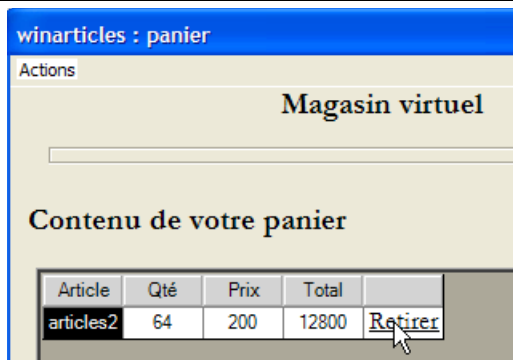 winarticles : panier
Actions
Magasin virtuel
Contenu de votre panier
Article Qté Prix Total
articles2 64 200 12800 Retirer